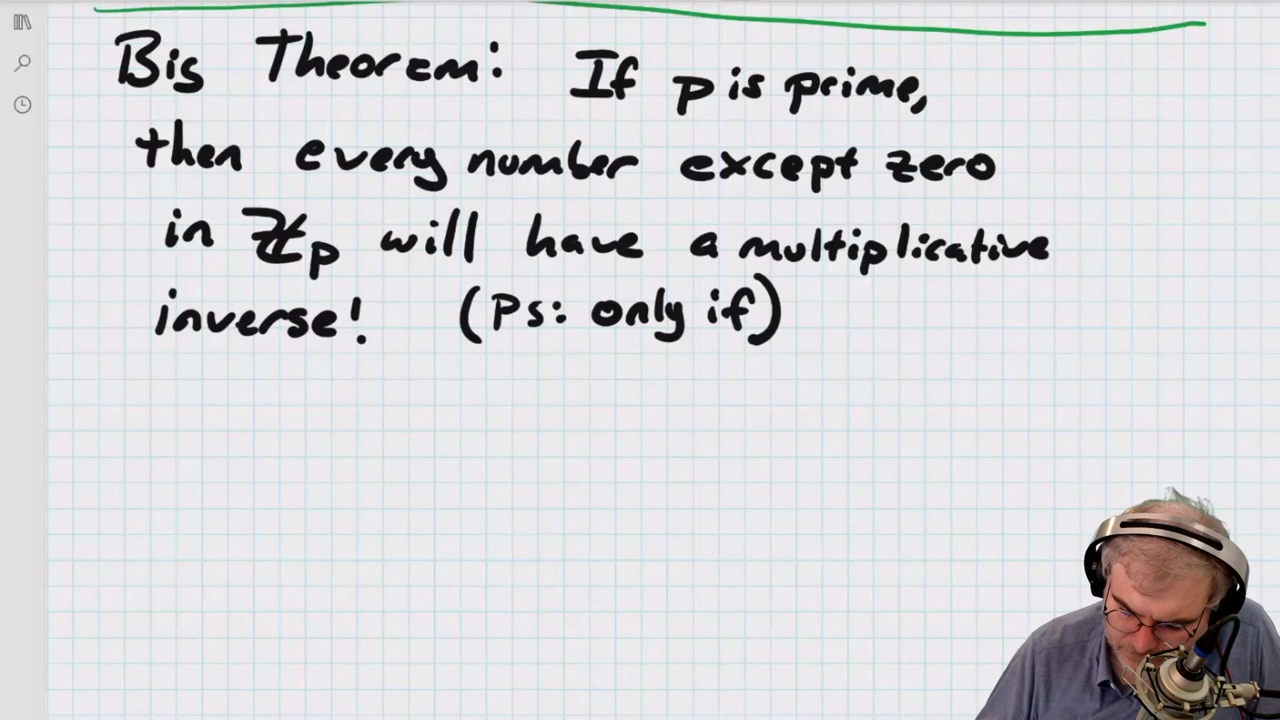 Big Theorem: If p is prime,
then every number except zero
in ℤp will have a multiplicative
inverse! (Ps: only if)